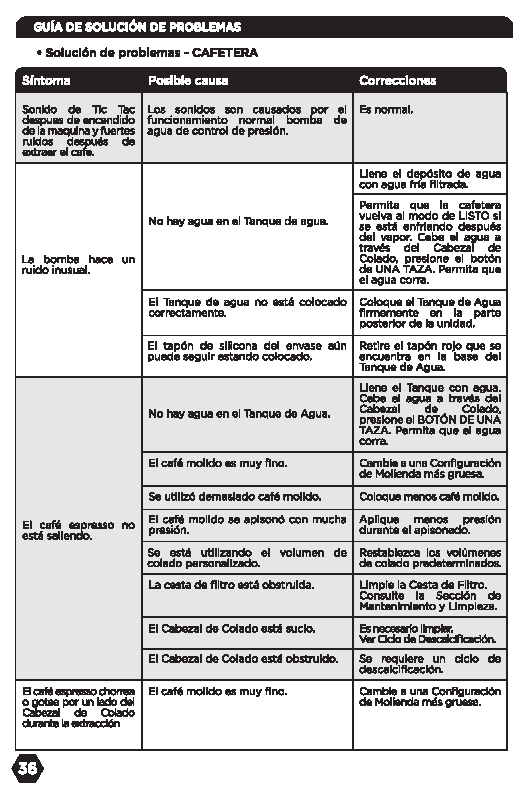 GUÍA DE SOLUCIÓN DE PROBLEMAS
• Solución de problemas - CAFETERA
Síntoma
Posible causa
Correcciones
Sonido de Tic Tac
despues de encendido
de la maquina y fuertes
ruidos después de
extraer el cafe.
Los sonidos son causados por el
funcionamiento normal bomba de
agua de control de presión.
Es normal.
La bomba hace un
ruido inusual.
No hay agua en el Tanque de agua.
Llene el depósito de agua
con agua fría filtrada.
Permita que la cafetera
vuelva al modo de LISTO si
se está enfriando después
del vapor. Cebe el agua a
través del Cabezal de
Colado, presione el botón
de UNA TAZA. Permita que
el agua corra.
El Tanque de agua no está colocado
correctamente.
Coloque el Tanque de Agua
firmemente en la parte
posterior de la unidad.
El tapón de silicona del envase aún
puede seguir estando colocado.
Retire el tapón rojo que se
encuentra en la base del
Tanque de Agua.
El café espresso no
está saliendo.
No hay agua en el Tanque de Agua.
Llene el Tanque con agua.
Cebe el agua a través del
Cabezal de Colado,
presione el BOTÓN DE UNA
TAZA. Permita que el agua
corra.
El café molido es muy fino.
Cambie a una Configuración
de Molienda más gruesa.
Se utilizó demasiado café molido.
Coloque menos café molido.
El café molido se apisonó con mucha
presión.
Aplique menos presión
durante el apisonado.
Se está utilizando el volumen de
colado personalizado.
Restablezca los volúmenes
de colado predeterminados.
La cesta de filtro está obstruida.
Limpie la Cesta de Filtro.
Consulte la Sección de
Mantenimiento y Limpieza.
El Cabezal de Colado está sucio.
Es necesario limpiar.
Ver Ciclo de Descalcificación.
El Cabezal de Colado está obstruido.
Se requiere un ciclo de
descalcificación.
El café espresso chorrea
o gotea por un lado del
Cabezal de Colado
durante la extracción
El café molido es muy fino.
Cambie a una Configuración
de Molienda más gruesa.
36